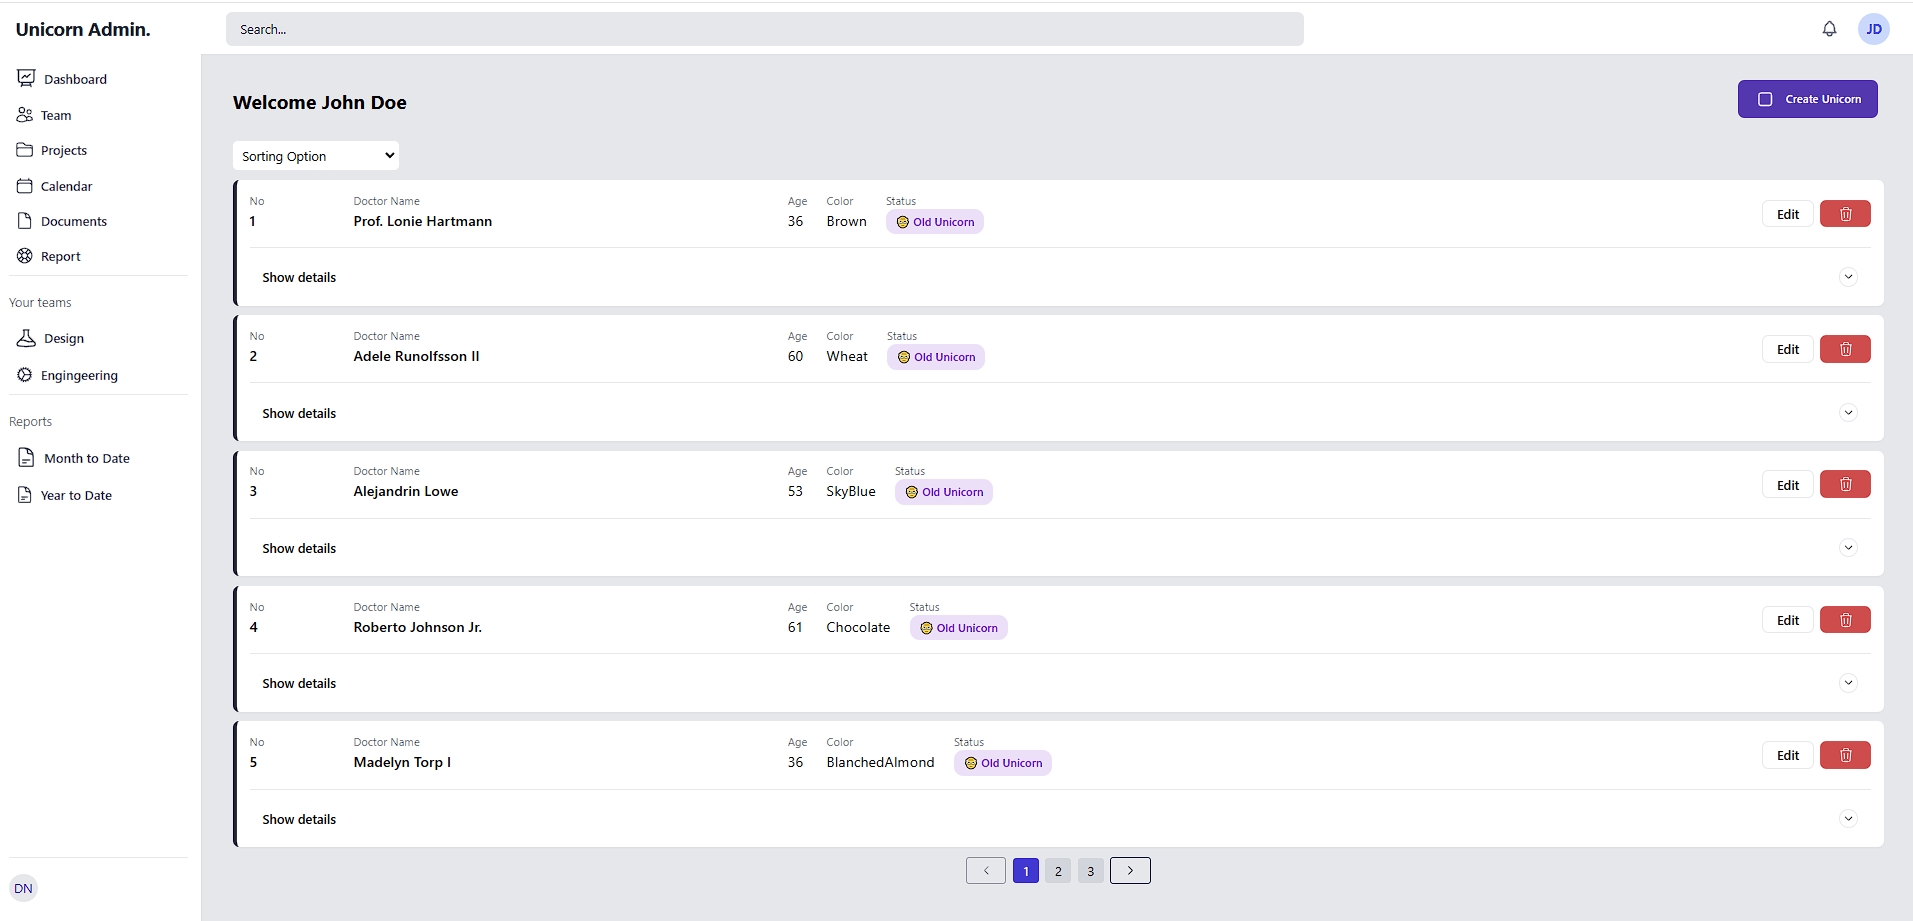 Unicorn Admin.
Search...
JD
Dashboard
Team
Projects
Calendar
Documents
Report
Your teams
Design
Engingeering
Reports
Month to Date
Year to Date
DN
Welcome John Doe
Create Unicorn
Sorting Option
No Doctor Name Age Color Status
1 Prof. Lonie Hartmann 36 Brown Old Unicorn Edit
Show details
No Doctor Name Age Color Status
2 Adele Runolfsson II 60 Wheat Old Unicorn Edit
Show details
No Doctor Name Age Color Status
3 Alejandrin Lowe 53 SkyBlue Old Unicorn Edit
Show details
No Doctor Name Age Color Status
4 Roberto Johnson Jr. 61 Chocolate Old Unicorn Edit
Show details
No Doctor Name Age Color Status
5 Madelyn Torp I 36 BlanchedAlmond Old Unicorn Edit
Show details
1 2 3